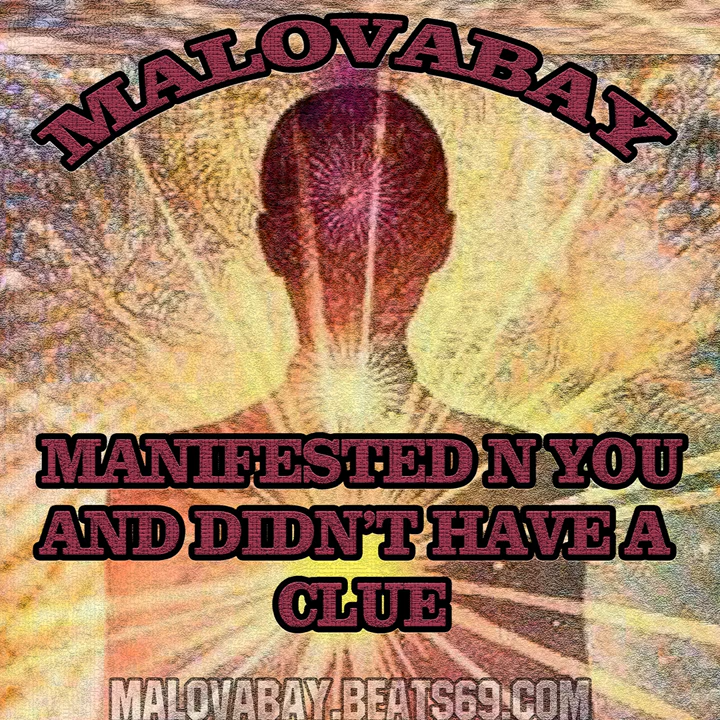 MALOVABAY
MANIFESTED N YOU
AND DIDN'T HAVE A
CLUE
MALOVABAY.BEATS69.COM